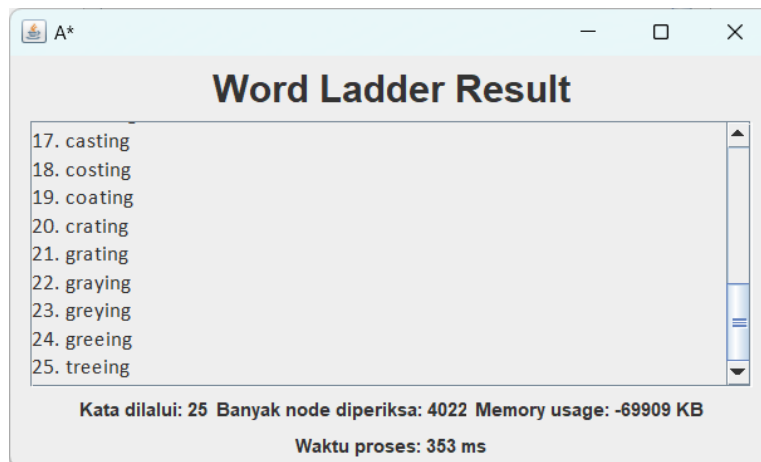 A*
Word Ladder Result
17. casting
18. costing
19. coating
20. crating
21. grating
22. graying
23. greying
24. greeing
25. treeing
Kata dilalui: 25 Banyak node diperiksa: 4022 Memory usage: -69909 KB
Waktu proses: 353 ms